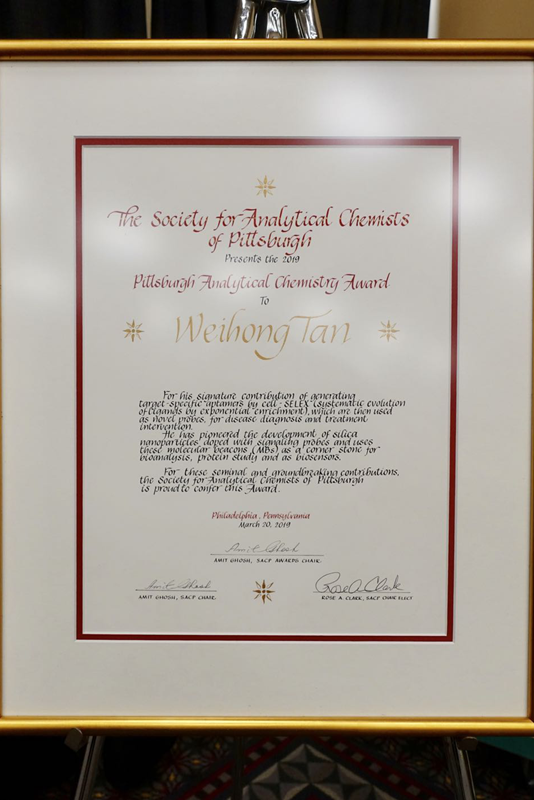 The Society for Analytical Chemists
of Pittsburgh
Presents the 2019
Pittsburgh Analytical Chemistry Award
To
Weihong Tan
For his signature contribution of generating
target-specific aptamers by cell-SELEX (systematic evolution
of ligands by exponential enrichment), which are then used
as novel probes, for disease diagnosis and treatment
intervention.
He has pioneered the development of silica
nanoparticles doped with signaling probes and uses
these molecular beacons (MBs) as a corner stone for
bioanalysis, protein study and as biosensors.
For these seminal and groundbreaking contributions,
the Society for Analytical Chemists of Pittsburgh
is proud to confer this Award.
Philadelphia, Pennsylvania
March 20, 2019
Amit Ghosh
AMIT GHOSH, SACP AWARDS CHAIR
Amit Ghosh
AMIT GHOSH, SACP CHAIR
Rose A. Clark
ROSE A. CLARK, SACP CHAIR ELECT